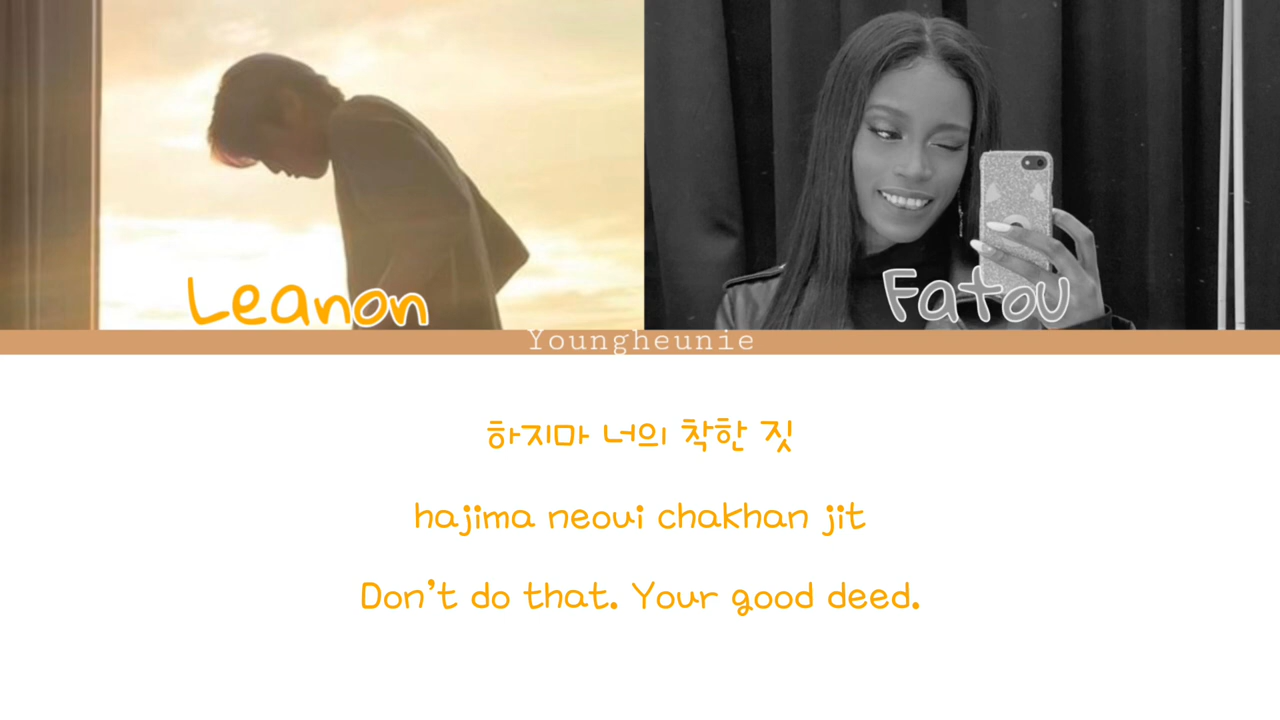 Leanon
Fatou
Youngheunie
하지마 너의 착한 짓
hajima neoui chakhan jit
Don't do that. Your good deed.